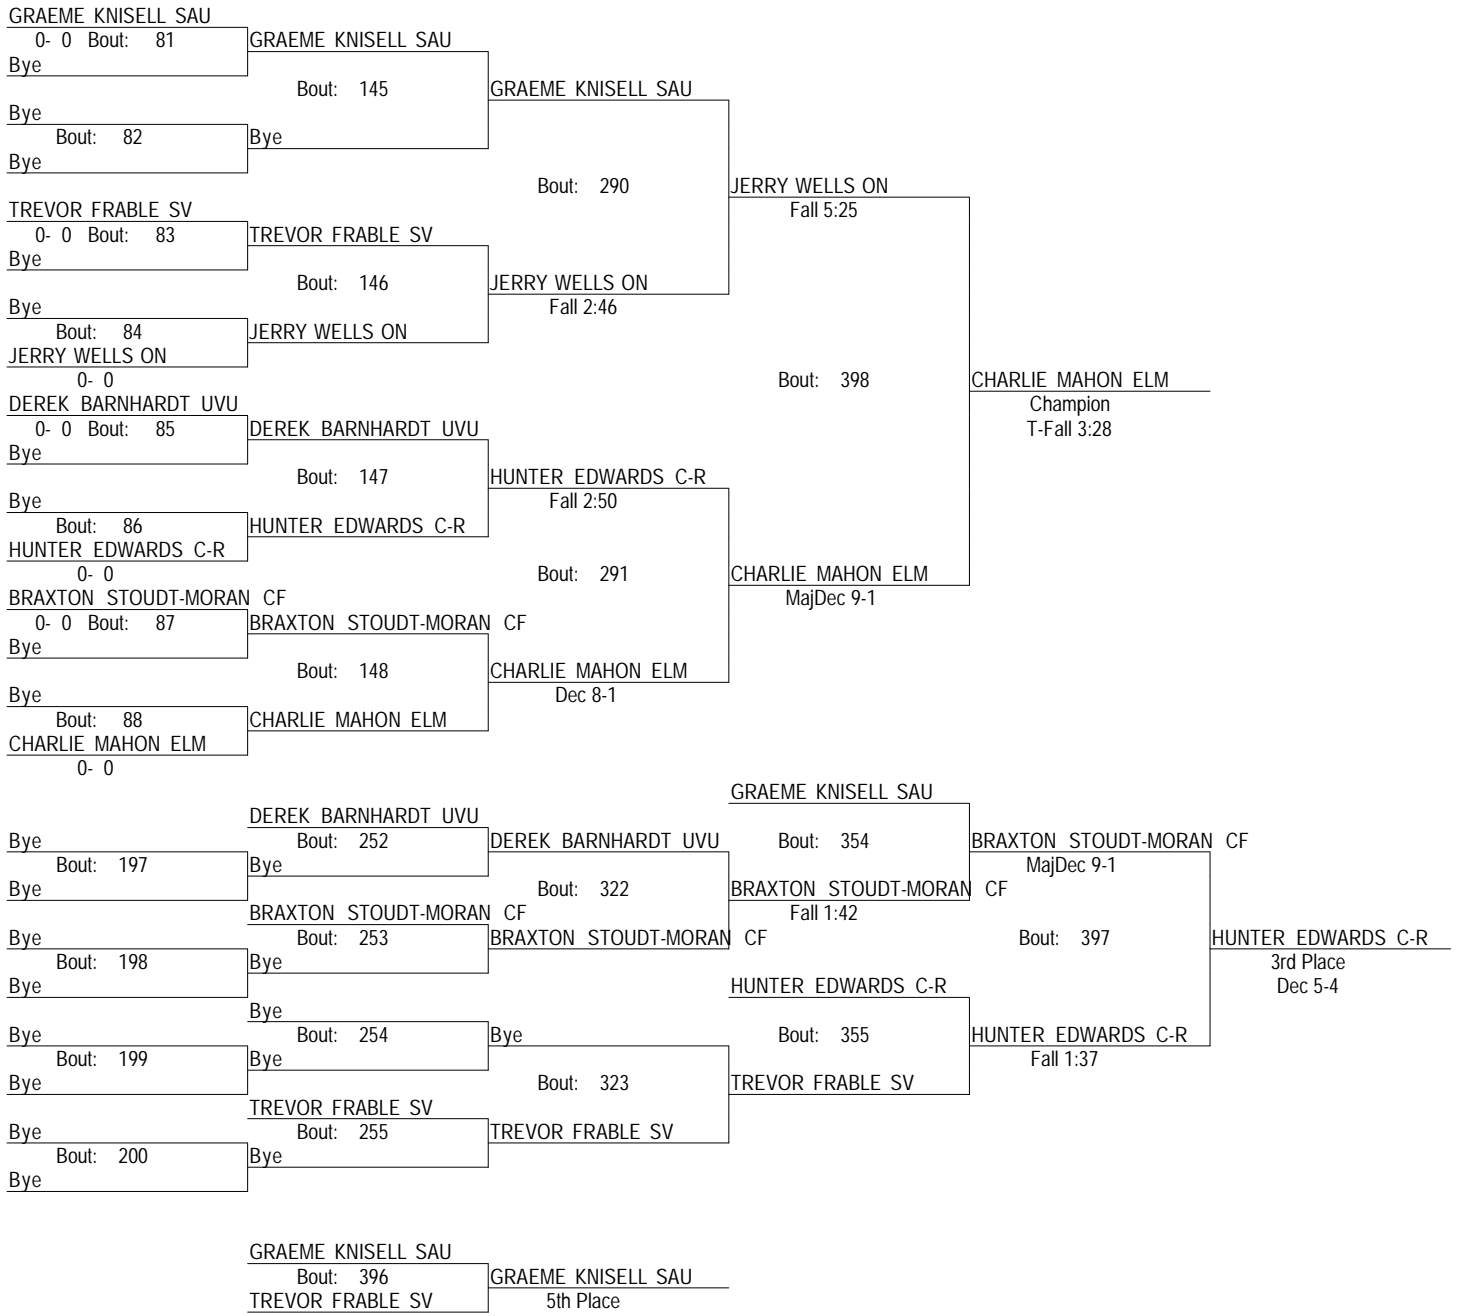 GRAEME KNISELL SAU
0- 0 Bout: 81 GRAEME KNISELL SAU
Bye
Bout: 145 GRAEME KNISELL SAU
Bye
Bout: 82 Bye
Bye
Bout: 290 JERRY WELLS ON
TREVOR FRABLE SV Fall 5:25
0- 0 Bout: 83 TREVOR FRABLE SV
Bye
Bout: 146 JERRY WELLS ON
Bye Fall 2:46
Bout: 84 JERRY WELLS ON
JERRY WELLS ON
0- 0 Bout: 398 CHARLIE MAHON ELM
DEREK BARNHARDT UVU Champion
0- 0 Bout: 85 DEREK BARNHARDT UVU T-Fall 3:28
Bye
Bout: 147 HUNTER EDWARDS C-R
Bye Fall 2:50
Bout: 86 HUNTER EDWARDS C-R
HUNTER EDWARDS C-R
0- 0 Bout: 291 CHARLIE MAHON ELM
BRAXTON STOUDT-MORAN CF MajDec 9-1
0- 0 Bout: 87 BRAXTON STOUDT-MORAN CF
Bye
Bout: 148 CHARLIE MAHON ELM
Bye Dec 8-1
Bout: 88 CHARLIE MAHON ELM
CHARLIE MAHON ELM
0- 0
GRAEME KNISELL SAU
DEREK BARNHARDT UVU
Bye Bout: 252 DEREK BARNHARDT UVU Bout: 354 BRAXTON STOUDT-MORAN CF
Bout: 197 Bye MajDec 9-1
Bye Bout: 322 BRAXTON STOUDT-MORAN CF
BRAXTON STOUDT-MORAN CF Fall 1:42
Bye Bout: 253 BRAXTON STOUDT-MORAN CF Bout: 397 HUNTER EDWARDS C-R
Bout: 198 Bye 3rd Place
Bye HUNTER EDWARDS C-R Dec 5-4
Bye
Bye Bout: 254 Bye Bout: 355 HUNTER EDWARDS C-R
Bout: 199 Bye Fall 1:37
Bye Bout: 323 TREVOR FRABLE SV
TREVOR FRABLE SV
Bye Bout: 255 TREVOR FRABLE SV
Bout: 200 Bye
Bye
GRAEME KNISELL SAU
Bout: 396 GRAEME KNISELL SAU
TREVOR FRABLE SV 5th Place